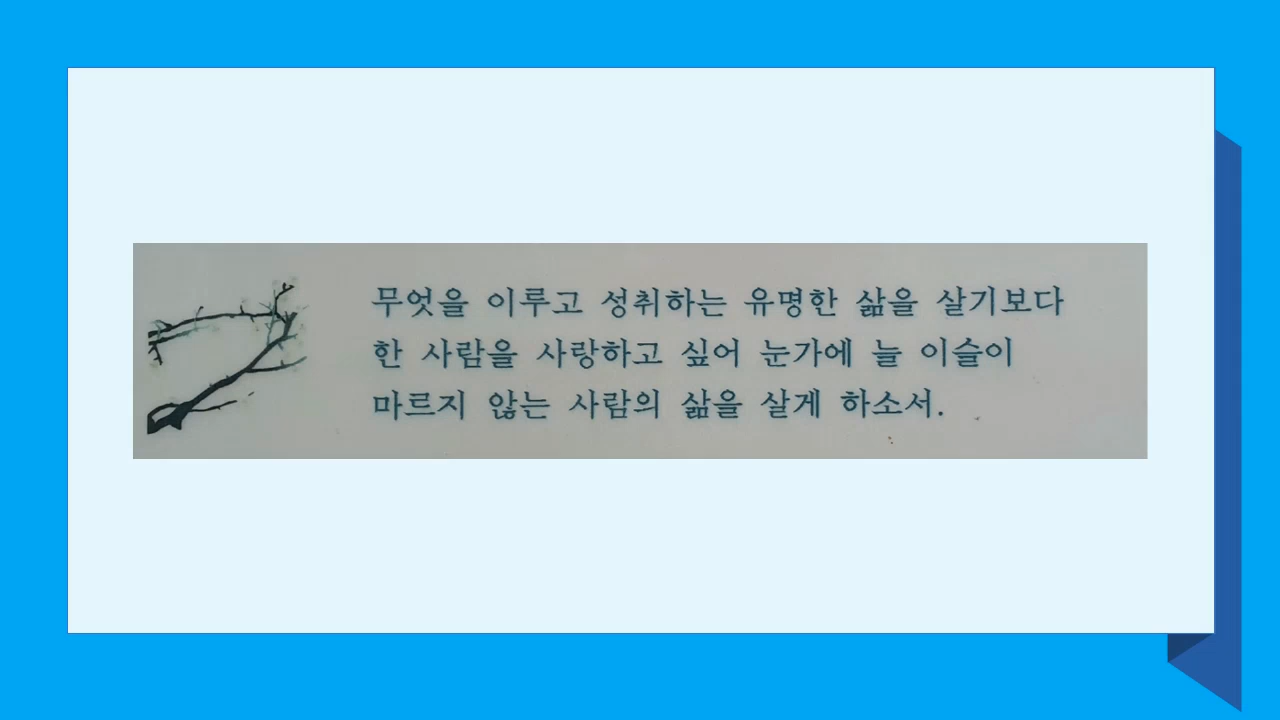 무엇을 이루고 성취하는 유명한 삶을 살기보다
한 사람을 사랑하고 싶어 눈가에 늘 이슬이
마르지 않는 사람의 삶을 살게 하소서.